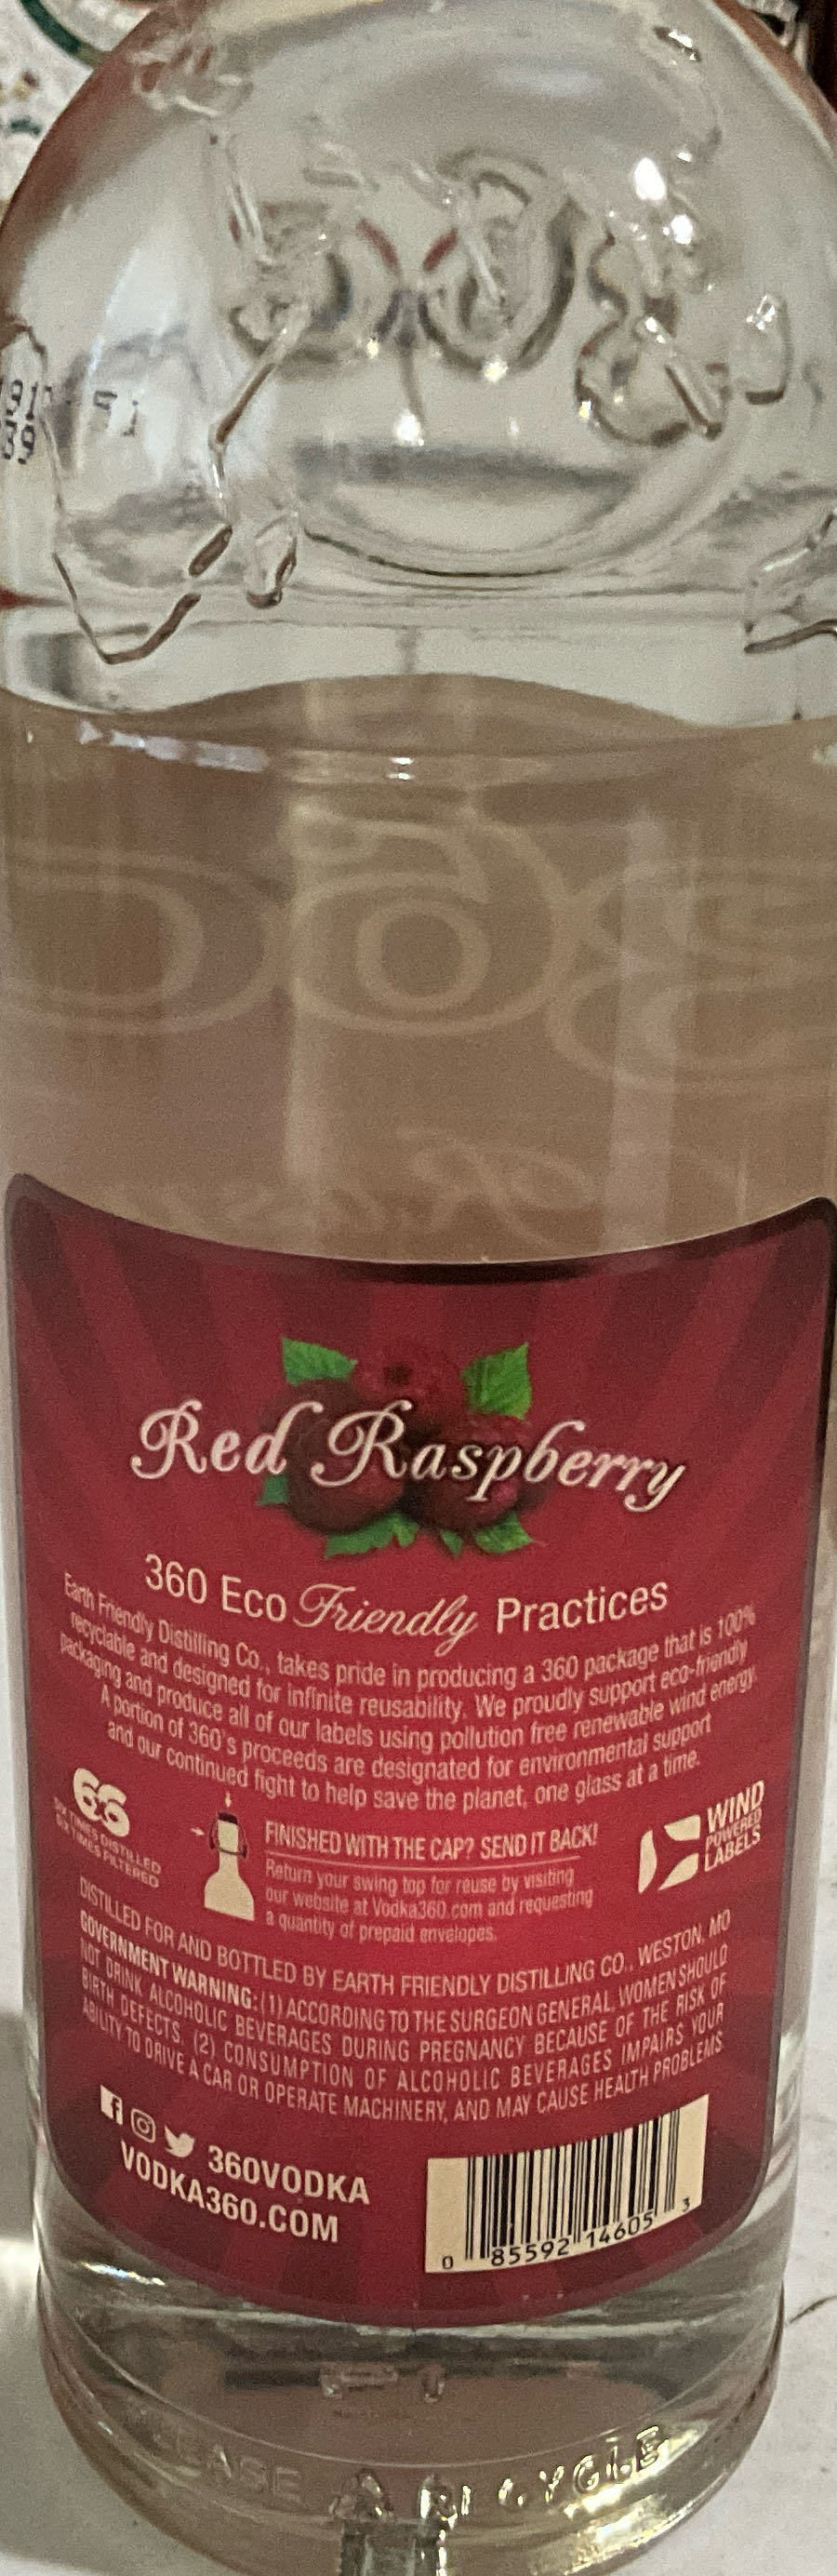 360
Red Raspberry
360 Eco Friendly Practices
Earth Friendly Distilling Co., takes pride in producing a 360 package that is 100%
recyclable and designed for infinite reusability. We proudly support eco-friendly
packaging and produce all of our labels using pollution free renewable wind energy.
A portion of 360's proceeds are designated for environmental support
and our continued fight to help save the planet, one glass at a time.
66
SIX TIMES DISTILLED
SIX TIMES FILTERED
FINISHED WITH THE CAP? SEND IT BACK!
Return your swing top for reuse by visiting
our website at Vodka360.com and requesting
a quantity of prepaid envelopes.
WIND
POWERED
LABELS
DISTILLED FOR AND BOTTLED BY EARTH FRIENDLY DISTILLING CO., WESTON, MO
GOVERNMENT WARNING: (1) ACCORDING TO THE SURGEON GENERAL, WOMEN SHOULD
NOT DRINK ALCOHOLIC BEVERAGES DURING PREGNANCY BECAUSE OF THE RISK OF
BIRTH DEFECTS. (2) CONSUMPTION OF ALCOHOLIC BEVERAGES IMPAIRS YOUR
ABILITY TO DRIVE A CAR OR OPERATE MACHINERY, AND MAY CAUSE HEALTH PROBLEMS.
360VODKA
VODKA360.COM
0 85592 14605 3
PLEASE RECYCLE